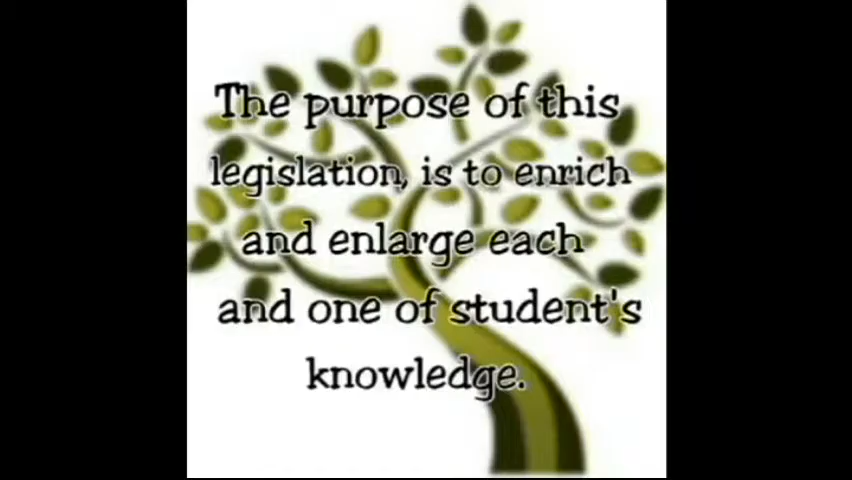 The purpose of this
legislation, is to enrich
and enlarge each
and one of student's
knowledge.